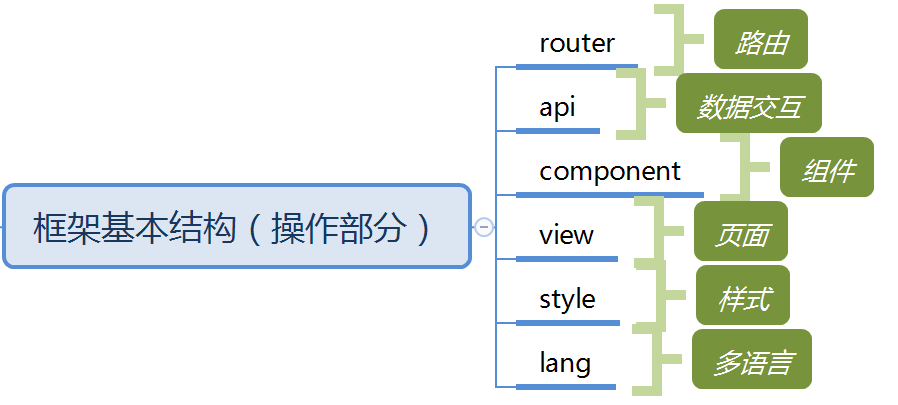 router
路由
api
数据交互
component
组件
框架基本结构（操作部分）
view
页面
style
样式
lang
多语言